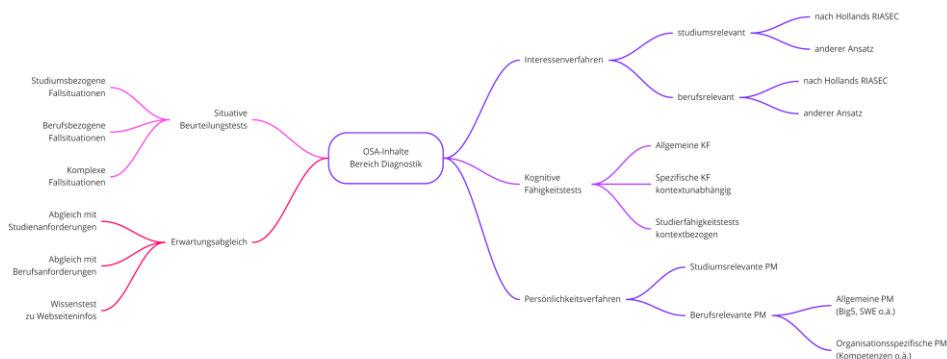 OSA-Inhalte
Bereich Diagnostik
Situative
Beurteilungstests
Studiumsbezogene
Fallsituationen
Berufsbezogene
Fallsituationen
Komplexe
Fallsituationen
Erwartungsabgleich
Abgleich mit
Studienanforderungen
Abgleich mit
Berufsanforderungen
Wissenstest
zu Webseiteninfos
Interessenverfahren
studiumsrelevant
nach Hollands RIASEC
anderer Ansatz
berufsrelevant
nach Hollands RIASEC
anderer Ansatz
Kognitive
Fähigkeitstests
Allgemeine KF
Spezifische KF
kontextunabhängig
Studierfähigkeitstests
kontextbezogen
Persönlichkeitsverfahren
Studiumsrelevante PM
Berufsrelevante PM
Allgemeine PM
(Big5, SWE o.ä.)
Organisationsspezifische PM
(Kompetenzen o.ä.)